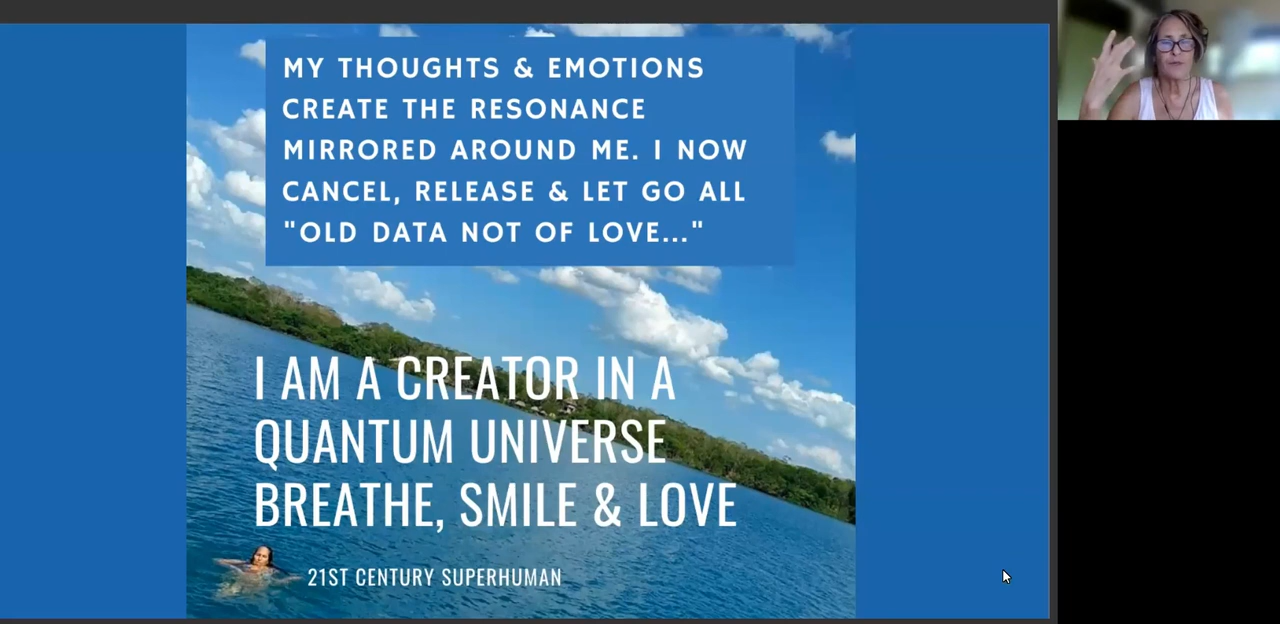 MY THOUGHTS & EMOTIONS
CREATE THE RESONANCE
MIRRORED AROUND ME. I NOW
CANCEL, RELEASE & LET GO ALL
"OLD DATA NOT OF LOVE..."
I AM A CREATOR IN A
QUANTUM UNIVERSE
BREATHE, SMILE & LOVE
21ST CENTURY SUPERHUMAN